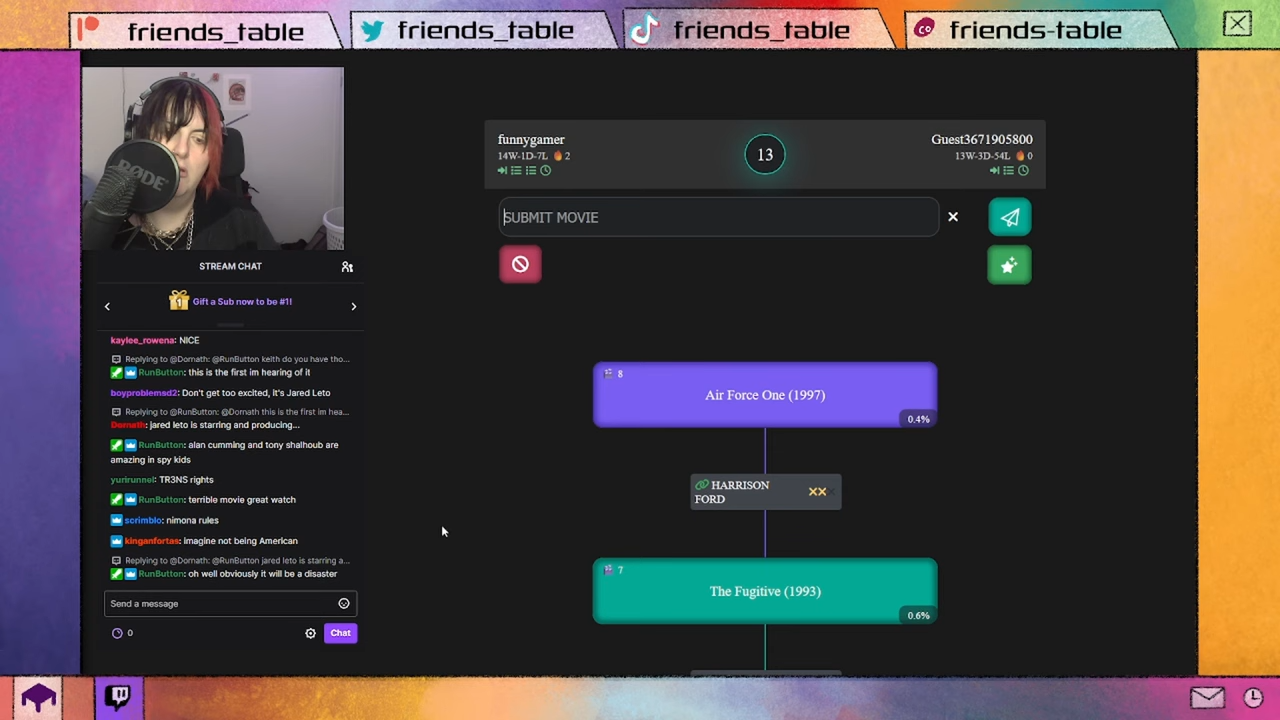 friends_table
friends_table
friends_table
friends-table
RØDE
STREAM CHAT
1
Gift a Sub now to be #1!
kaylee_rowena: NICE
Replying to @Dornath: @RunButton keith do you have tho...
RunButton: this is the first im hearing of it
boyproblemsd2: Don't get too excited, it's Jared Leto
Replying to @RunButton: @Dornath this is the first im hea...
Dornath: jared leto is starring and producing...
RunButton: alan cumming and tony shalhoub are
amazing in spy kids
yurirunnel: TR3NS rights
RunButton: terrible movie great watch
scrimblo: nimona rules
kinganfortas: imagine not being American
Replying to @Dornath: @RunButton jared leto is starring a...
RunButton: oh well obviously it will be a disaster
Send a message
0
Chat
funnygamer
14W-1D-7L 2
13
Guest3671905800
13W-3D-54L 0
SUBMIT MOVIE
8
Air Force One (1997)
0.4%
HARRISON
FORD
7
The Fugitive (1993)
0.6%